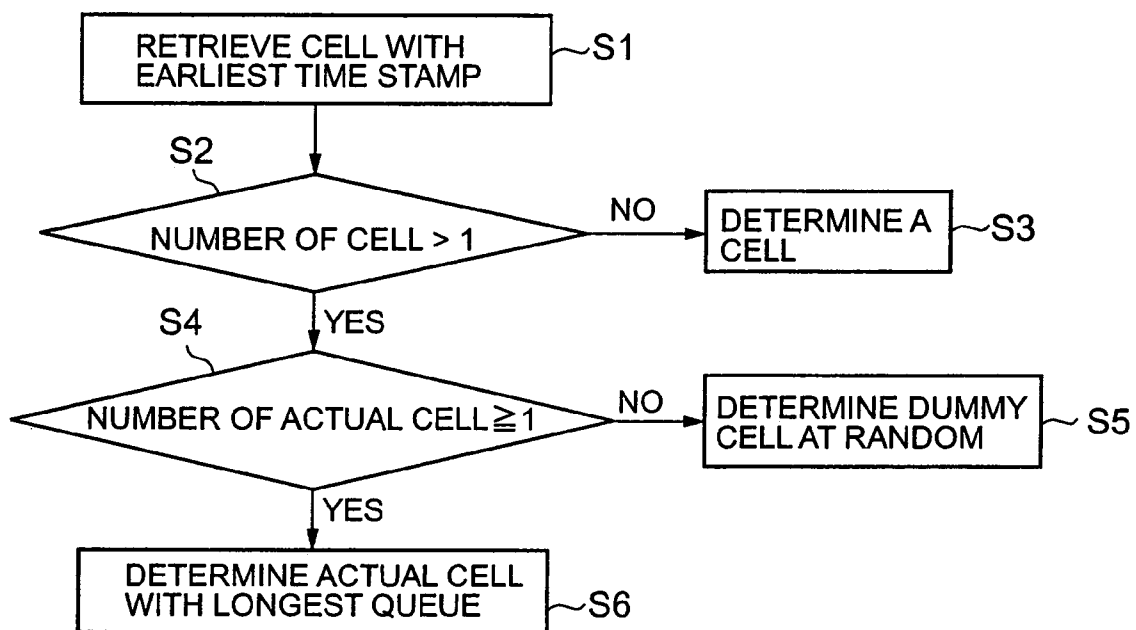 RETRIEVE CELL WITH
EARLIEST TIME STAMP
S1
S2
NUMBER OF CELL > 1
NO
DETERMINE A
CELL
S3
YES
S4
NUMBER OF ACTUAL CELL ≧ 1
NO
DETERMINE DUMMY
CELL AT RANDOM
S5
YES
DETERMINE ACTUAL CELL
WITH LONGEST QUEUE
S6